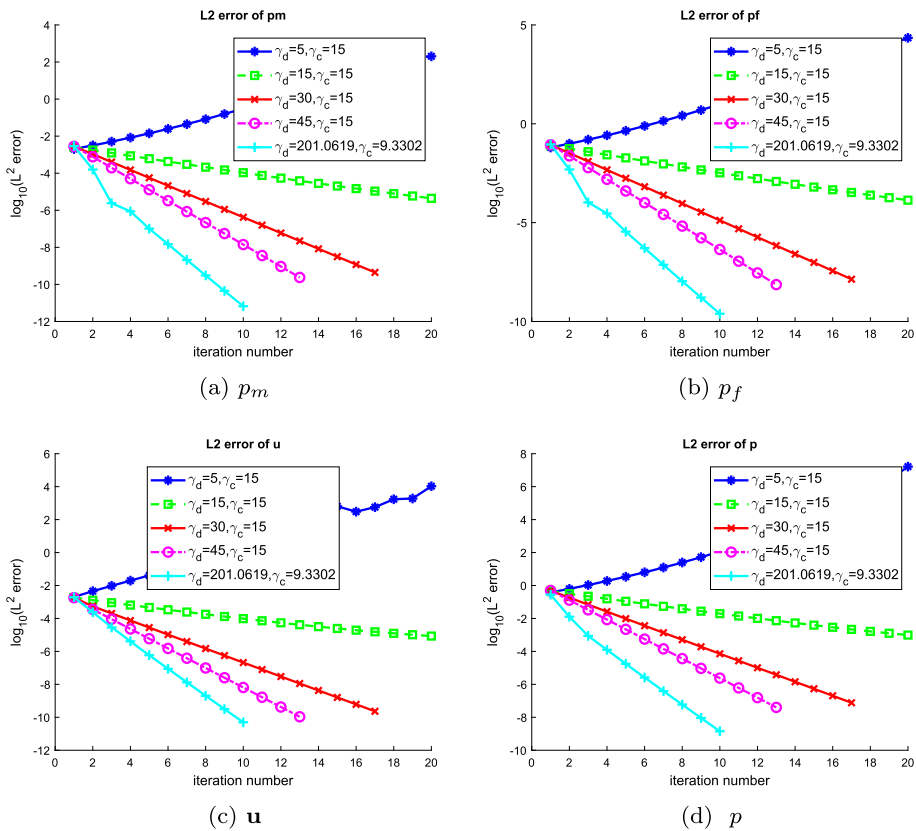 L2 error of pm
log10(L2 error)
4
2
0
-2
-4
-6
-8
-10
-12
γd=5,γc=15
γd=15,γc=15
γd=30,γc=15
γd=45,γc=15
γd=201.0619,γc=9.3302
0 2 4 6 8 10 12 14 16 18 20
iteration number
(a) pm
L2 error of pf
log10(L2 error)
5
0
-5
-10
γd=5,γc=15
γd=15,γc=15
γd=30,γc=15
γd=45,γc=15
γd=201.0619,γc=9.3302
0 2 4 6 8 10 12 14 16 18 20
iteration number
(b) pf
L2 error of u
log10(L2 error)
6
4
2
0
-2
-4
-6
-8
-10
-12
γd=5,γc=15
γd=15,γc=15
γd=30,γc=15
γd=45,γc=15
γd=201.0619,γc=9.3302
0 2 4 6 8 10 12 14 16 18 20
iteration number
(c) u
L2 error of p
log10(L2 error)
8
6
4
2
0
-2
-4
-6
-8
-10
γd=5,γc=15
γd=15,γc=15
γd=30,γc=15
γd=45,γc=15
γd=201.0619,γc=9.3302
0 2 4 6 8 10 12 14 16 18 20
iteration number
(d) p